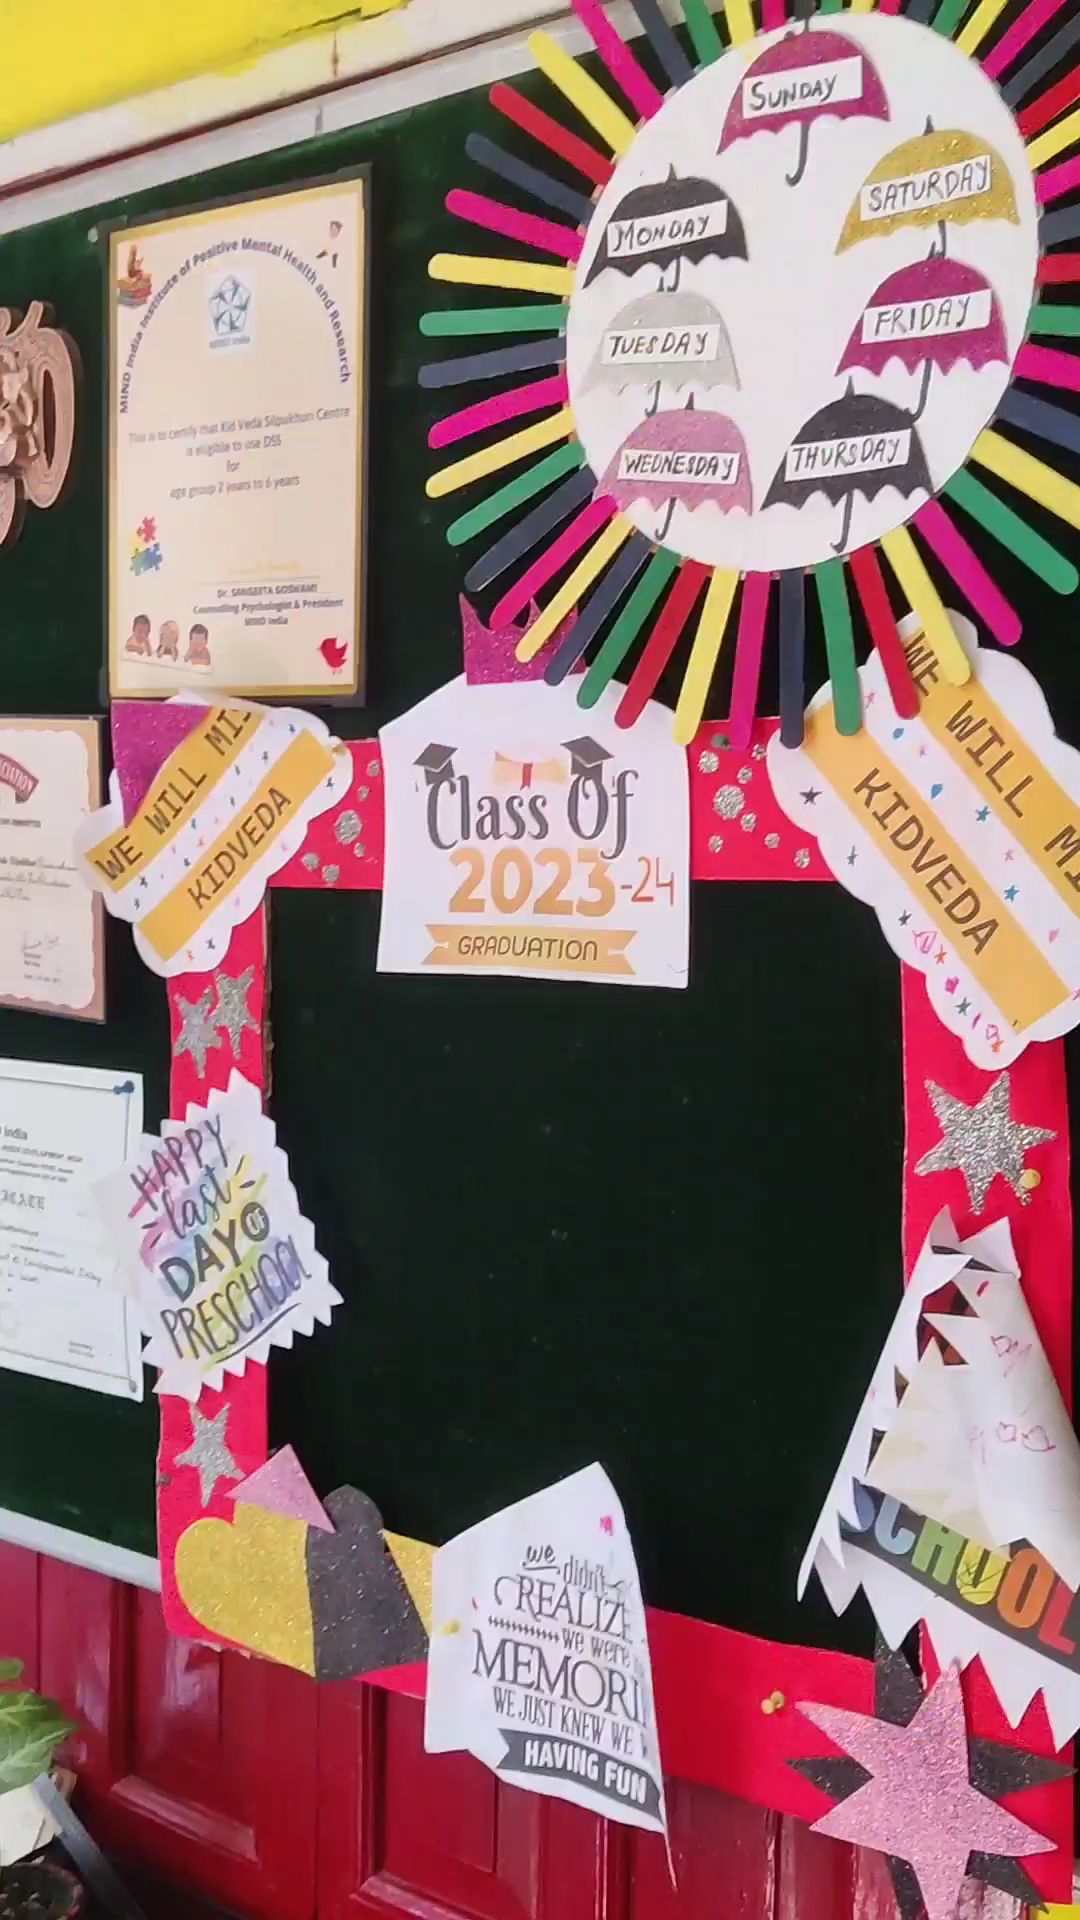 SUNDAY
MONDAY
SATURDAY
TUESDAY
FRIDAY
WEDNESDAY
THURSDAY
MIND India Institute of Positive Mental Health and Research
This is to certify that Kid Veda Silpukhuri Centre
is eligible to use DSS
for
age group 2 years to 6 years
Dr. SANGEETA GOSWAMI
Counselling Psychologist & President
MIND India
WE WILL MIS
KIDVEDA
Class Of
2023-24
GRADUATION
WE WILL MI
KIDVEDA
HAPPY
last
DAY OF
PRESCHOOL
SCHOOL
we didn't
REALIZE
we were
MEMORI
WE JUST KNEW WE
HAVING FUN